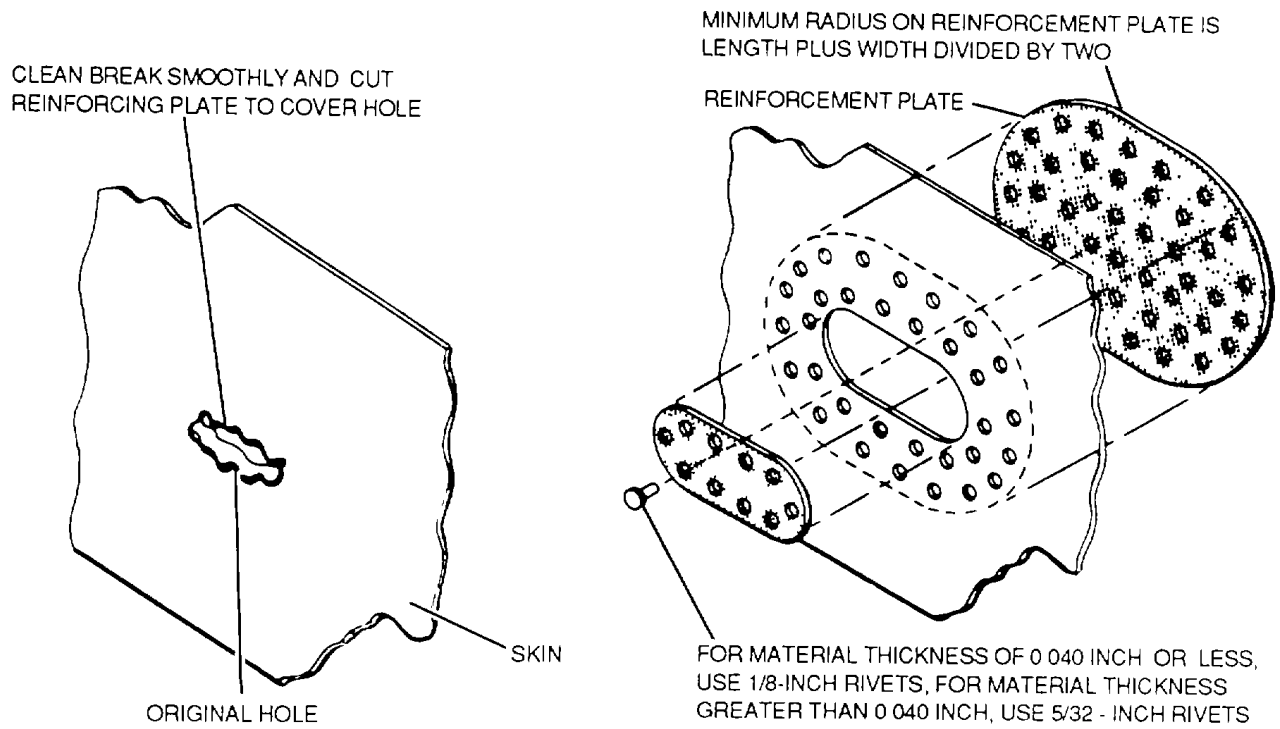 CLEAN BREAK SMOOTHLY AND CUT
REINFORCING PLATE TO COVER HOLE
ORIGINAL HOLE
SKIN
MINIMUM RADIUS ON REINFORCEMENT PLATE IS
LENGTH PLUS WIDTH DIVIDED BY TWO
REINFORCEMENT PLATE
FOR MATERIAL THICKNESS OF 0 040 INCH OR LESS,
USE 1/8-INCH RIVETS, FOR MATERIAL THICKNESS
GREATER THAN 0 040 INCH, USE 5/32 - INCH RIVETS